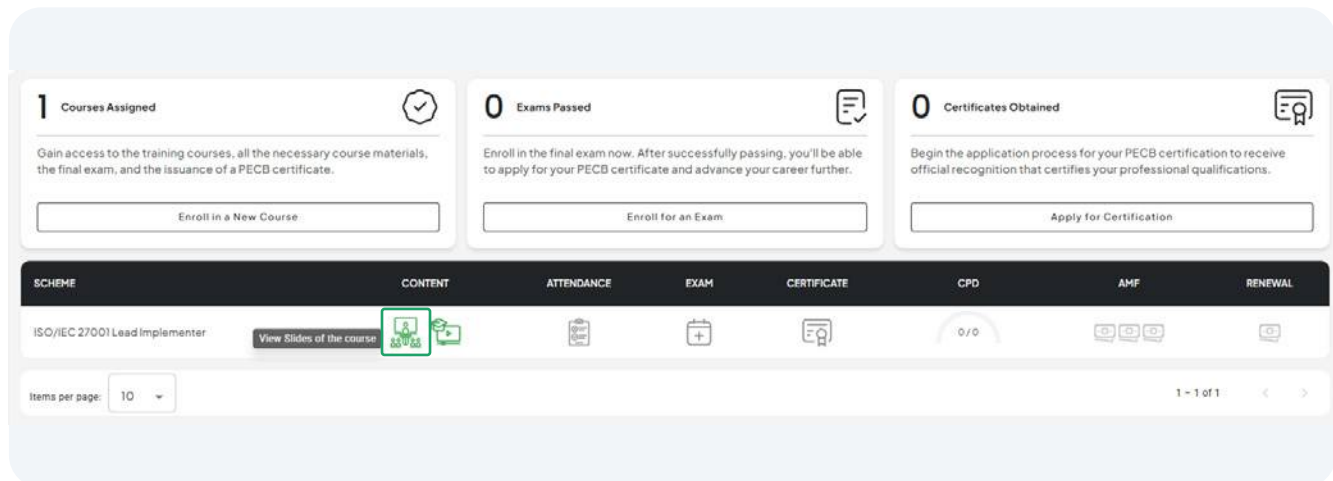 1 Courses Assigned
Gain access to the training courses, all the necessary course materials,
the final exam, and the issuance of a PECB certificate.
Enroll in a New Course
0 Exams Passed
Enroll in the final exam now. After successfully passing, you'll be able
to apply for your PECB certificate and advance your career further.
Enroll for an Exam
0 Certificates Obtained
Begin the application process for your PECB certification to receive
official recognition that certifies your professional qualifications.
Apply for Certification
SCHEME CONTENT ATTENDANCE EXAM CERTIFICATE CPD AMF RENEWAL
ISO/IEC 27001 Lead Implementer View Slides of the course 0/0
Items per page: 10 1 – 1 of 1